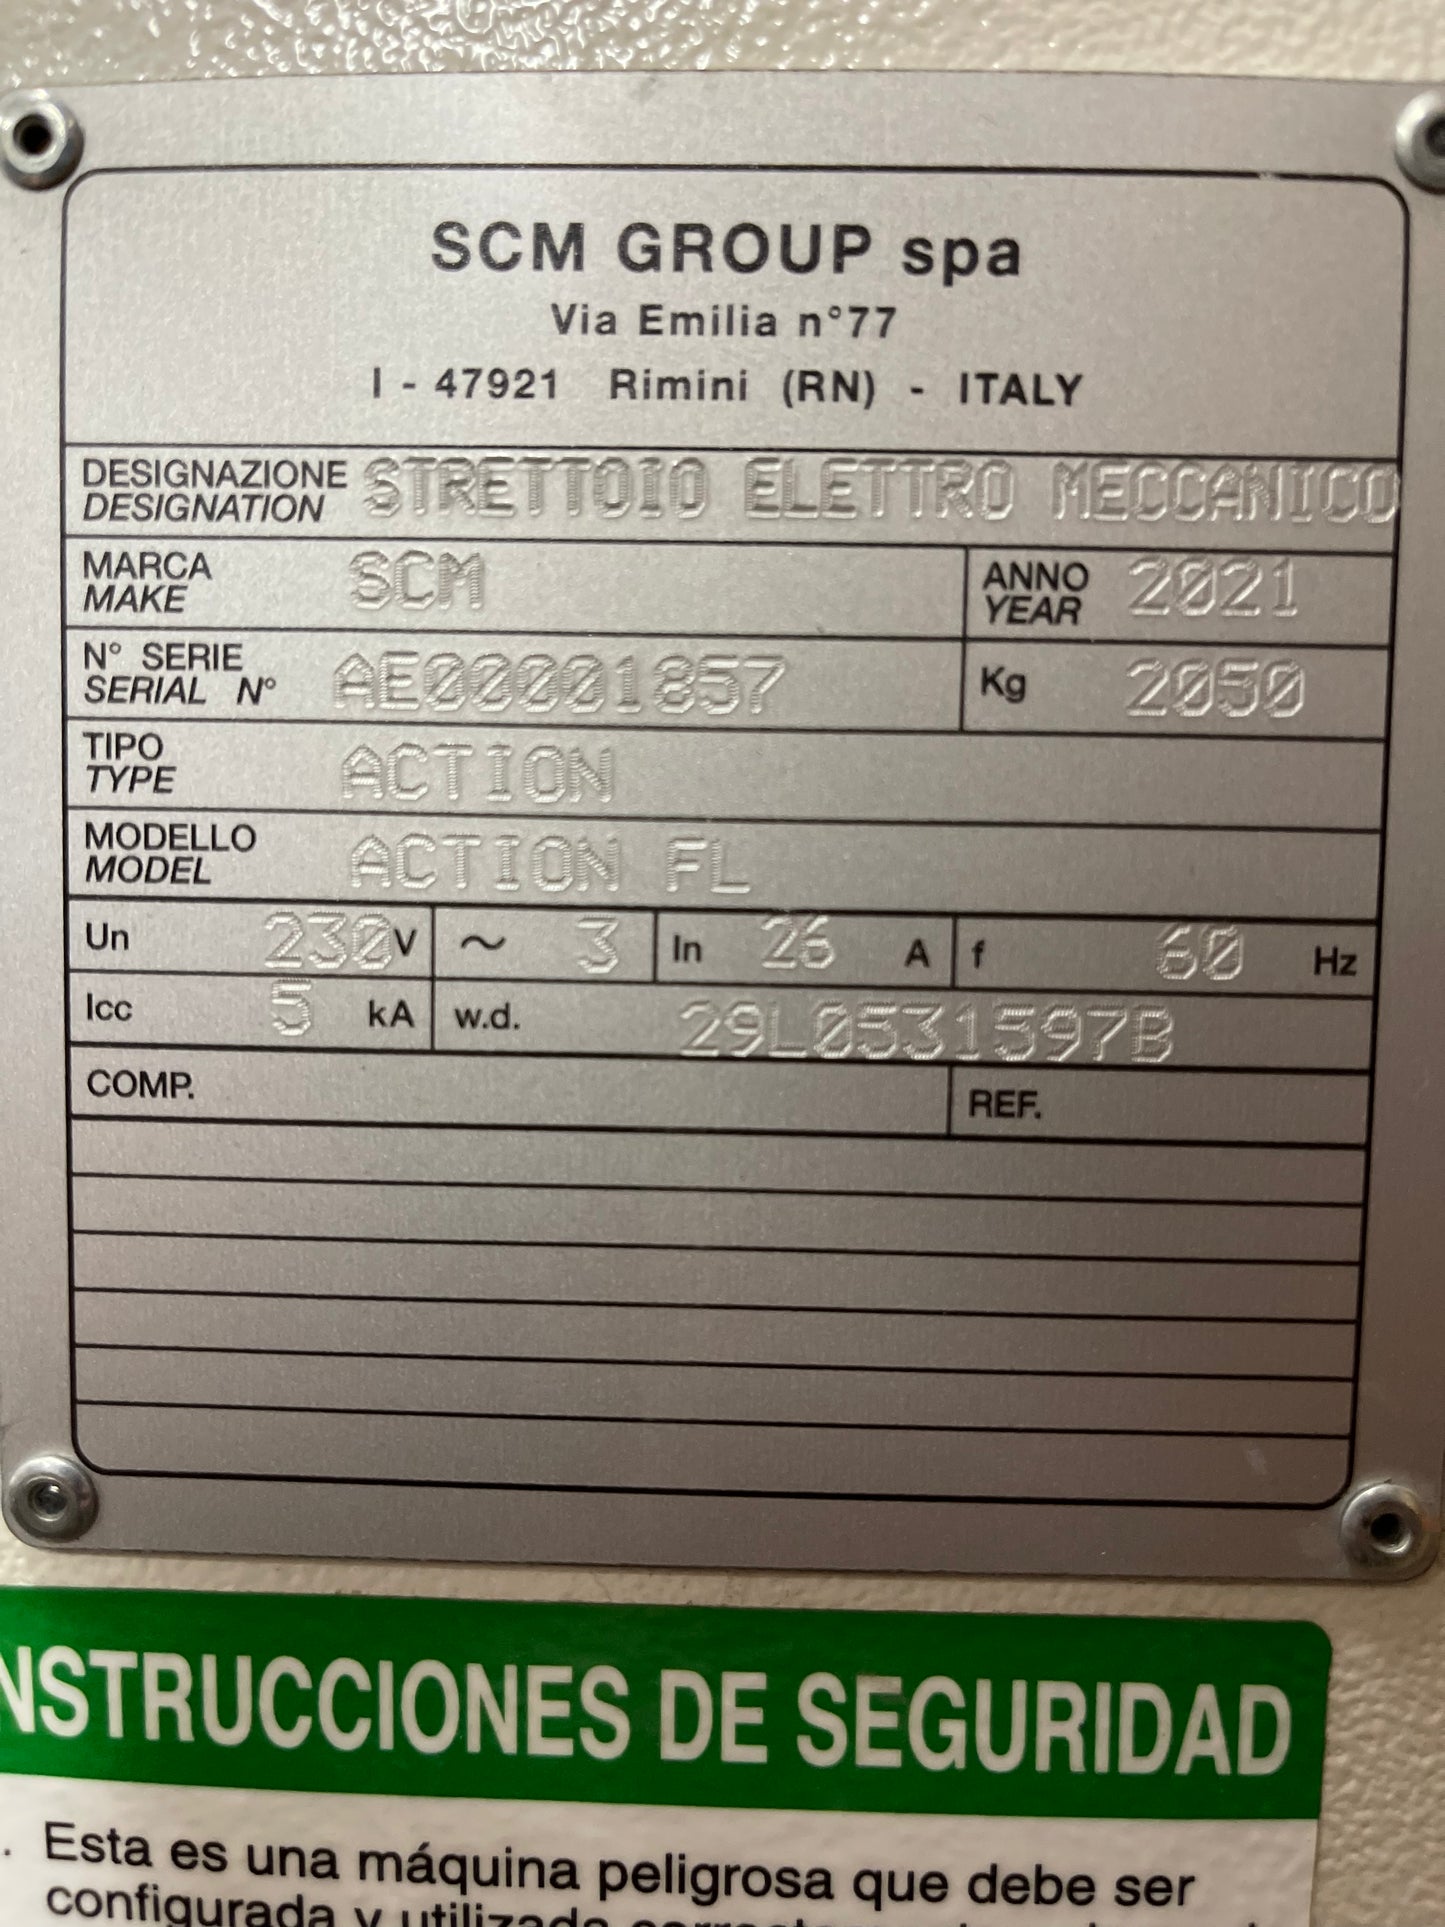 SCM GROUP spa
Via Emilia n°77
I - 47921 Rimini (RN) - ITALY
DESIGNAZIONE STRETTOIO ELETTRO MECCANICO
DESIGNATION
MARCA SCM ANNO 2021
MAKE YEAR
N° SERIE AE00001857 Kg 2050
SERIAL N°
TIPO ACTION
TYPE
MODELLO ACTION FL
MODEL
Un 230 V ~ 3 In 26 A f 60 Hz
Icc 5 kA w.d. 29L0531597B
COMP. REF.
NSTRUCCIONES DE SEGURIDAD
. Esta es una máquina peligrosa que debe ser
configurada y utilizada